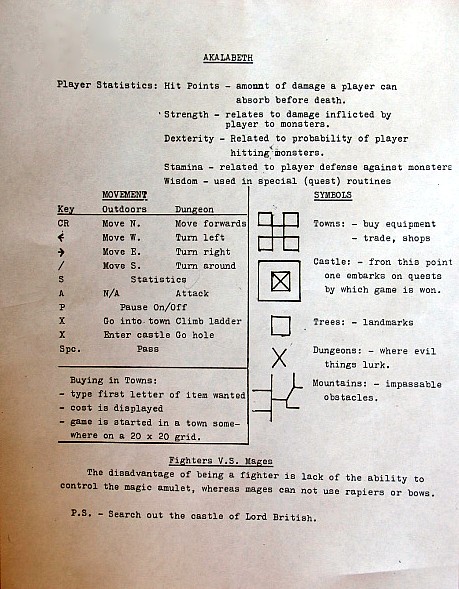 AKALABETH
Player Statistics: Hit Points - amount of damage a player can
absorb before death.
Strength - relates to damage inflicted by
player to monsters.
Dexterity - Related to probability of player
hitting monsters.
Stamina - related to player defense against monsters
Wisdom - used in special (quest) routines
MOVEMENT
Key Outdoors Dungeon
CR Move N. Move forwards
← Move W. Turn left
→ Move E. Turn right
/ Move S. Turn around
S Statistics
A N/A Attack
P Pause On/Off
X Go into town Climb ladder
X Enter castle Go hole
Spc. Pass
Buying in Towns:
- type first letter of item wanted
- cost is displayed
- game is started in a town some-
where on a 20 x 20 grid.
SYMBOLS
Towns: - buy equipment
- trade, shops
Castle: - fron this point
one embarks on quests
by which game is won.
Trees: - landmarks
Dungeons: - where evil
things lurk.
Mountains: - impassable
obstacles.
Fighters V.S. Mages
The disadvantage of being a fighter is lack of the ability to
control the magic amulet, whereas mages can not use rapiers or bows.
P.S. - Search out the castle of Lord British.